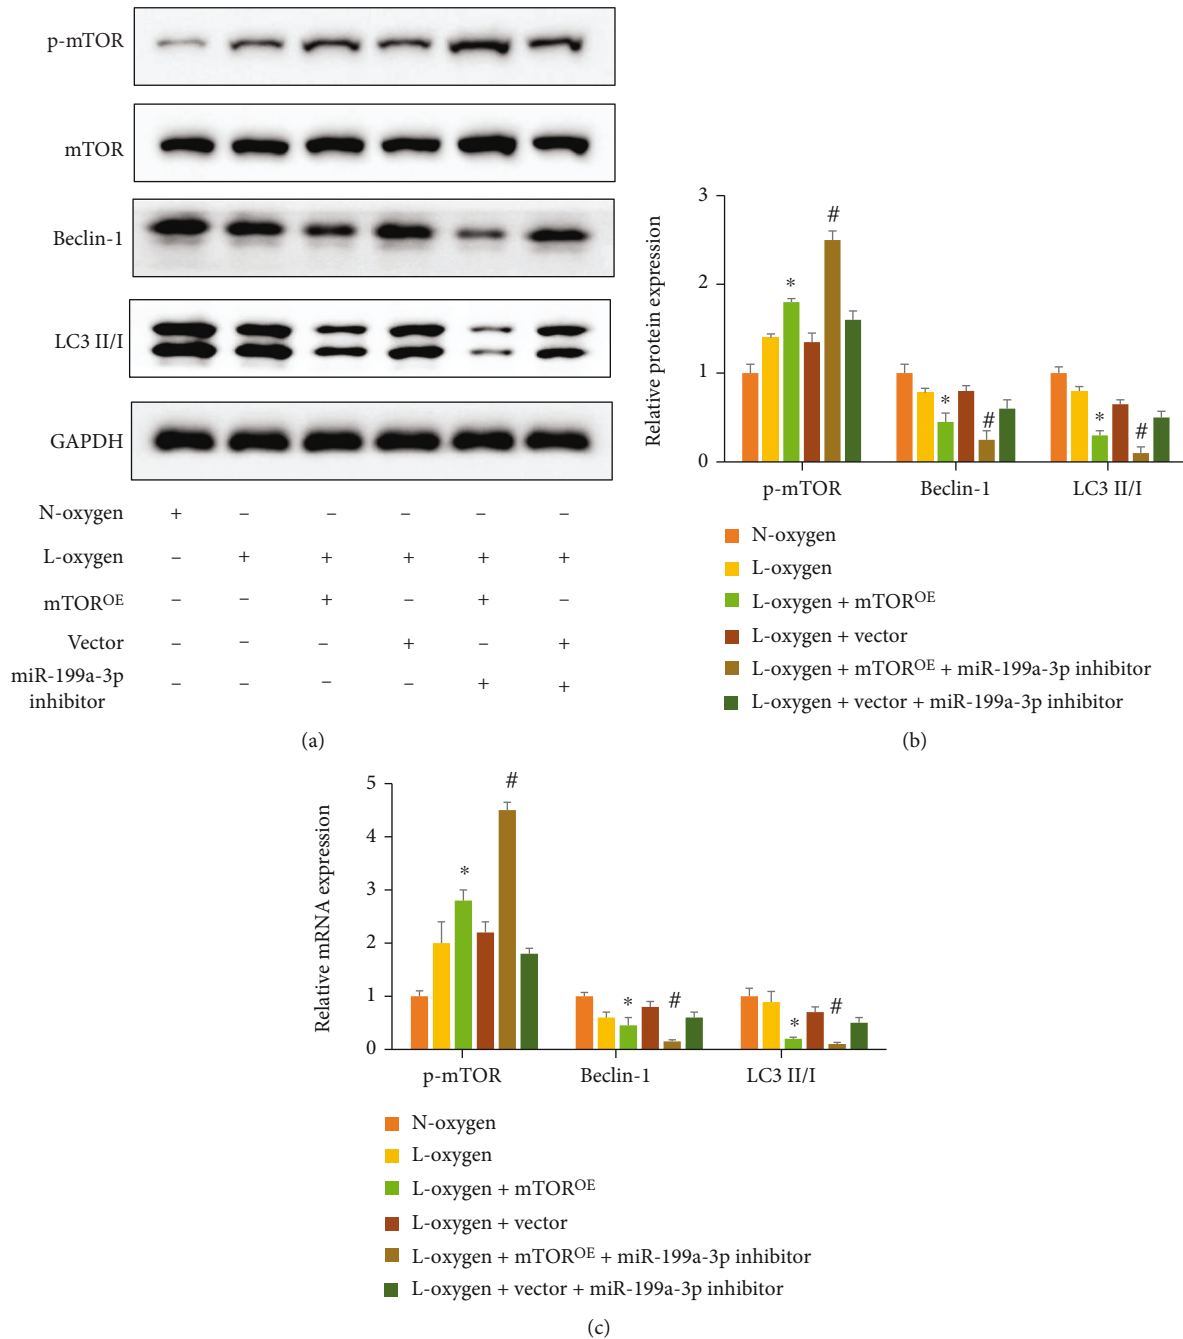 p-mTOR
mTOR
Beclin-1
LC3 II/I
GAPDH
N-oxygen + – – – – –
L-oxygen – + + + + +
mTOR^OE – – + – + –
Vector – – – + – +
miR-199a-3p inhibitor – – – – + +
(a)
Relative protein expression
3
2
1
0
* # * # * #
p-mTOR Beclin-1 LC3 II/I
N-oxygen
L-oxygen
L-oxygen + mTOR^OE
L-oxygen + vector
L-oxygen + mTOR^OE + miR-199a-3p inhibitor
L-oxygen + vector + miR-199a-3p inhibitor
(b)
Relative mRNA expression
5
4
3
2
1
0
* # * # * #
p-mTOR Beclin-1 LC3 II/I
N-oxygen
L-oxygen
L-oxygen + mTOR^OE
L-oxygen + vector
L-oxygen + mTOR^OE + miR-199a-3p inhibitor
L-oxygen + vector + miR-199a-3p inhibitor
(c)